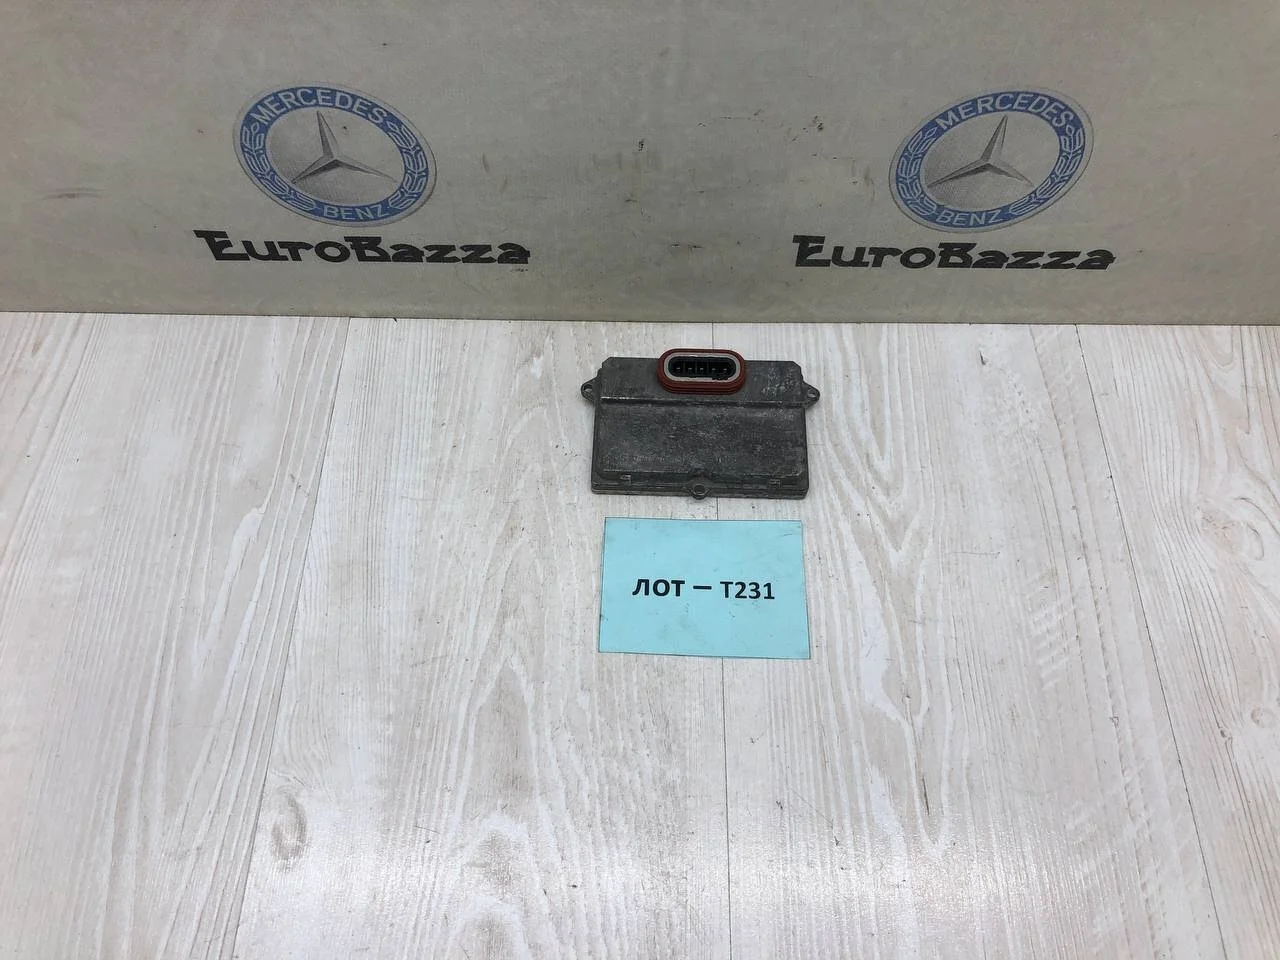 MERCEDES
BENZ
EuroBazza
MERCEDES
BENZ
EuroBazza
ЛОТ – T231